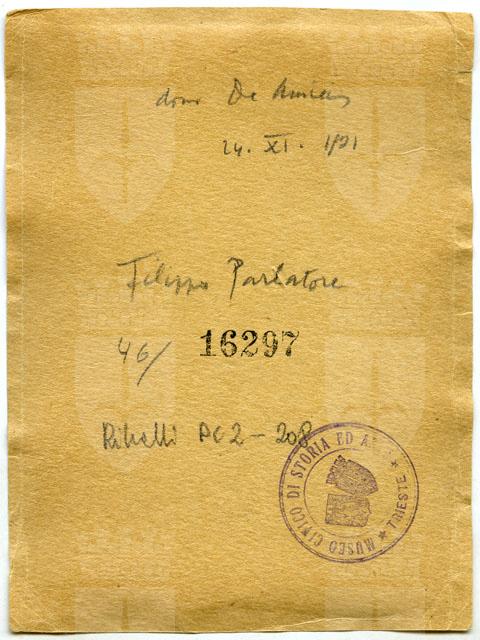 dono De Amicis
24. XI. 1921
Filippo Parlatore
46/ 16297
Ribalti PC2-208
MUSEO CIVICO DI STORIA ED ARTE * TRIESTE *